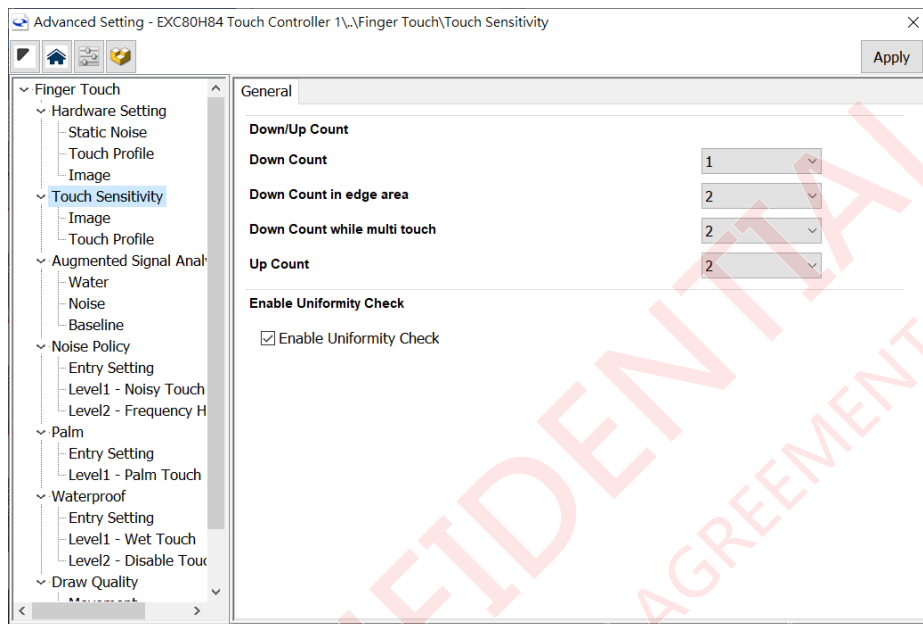 Advanced Setting - EXC80H84 Touch Controller 1\..\Finger Touch\Touch Sensitivity
Apply
Finger Touch
Hardware Setting
Static Noise
Touch Profile
Image
Touch Sensitivity
Image
Touch Profile
Augmented Signal Anal
Water
Noise
Baseline
Noise Policy
Entry Setting
Level1 - Noisy Touch
Level2 - Frequency H
Palm
Entry Setting
Level1 - Palm Touch
Waterproof
Entry Setting
Level1 - Wet Touch
Level2 - Disable Touc
Draw Quality
General
Down/Up Count
Down Count 1
Down Count in edge area 2
Down Count while multi touch 2
Up Count 2
Enable Uniformity Check
Enable Uniformity Check
FIDENTIAL
AGREEMENT